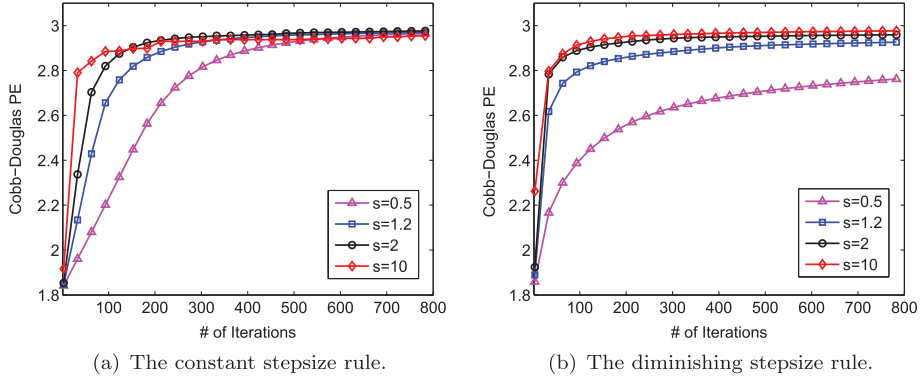 3
2.8
2.6
2.4
2.2
2
1.8
Cobb−Douglas PE
100 200 300 400 500 600 700 800
# of Iterations
s=0.5
s=1.2
s=2
s=10
(a) The constant stepsize rule.
3
2.8
2.6
2.4
2.2
2
1.8
Cobb−Douglas PE
100 200 300 400 500 600 700 800
# of Iterations
s=0.5
s=1.2
s=2
s=10
(b) The diminishing stepsize rule.